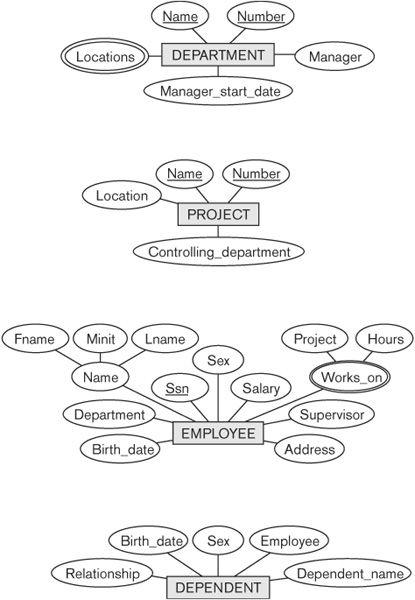 Name
Number
Locations
DEPARTMENT
Manager
Manager_start_date
Name
Number
Location
PROJECT
Controlling_department
Fname
Minit
Lname
Project
Hours
Name
Sex
Works_on
Ssn
Salary
Department
Supervisor
EMPLOYEE
Birth_date
Address
Birth_date
Sex
Employee
Relationship
Dependent_name
DEPENDENT